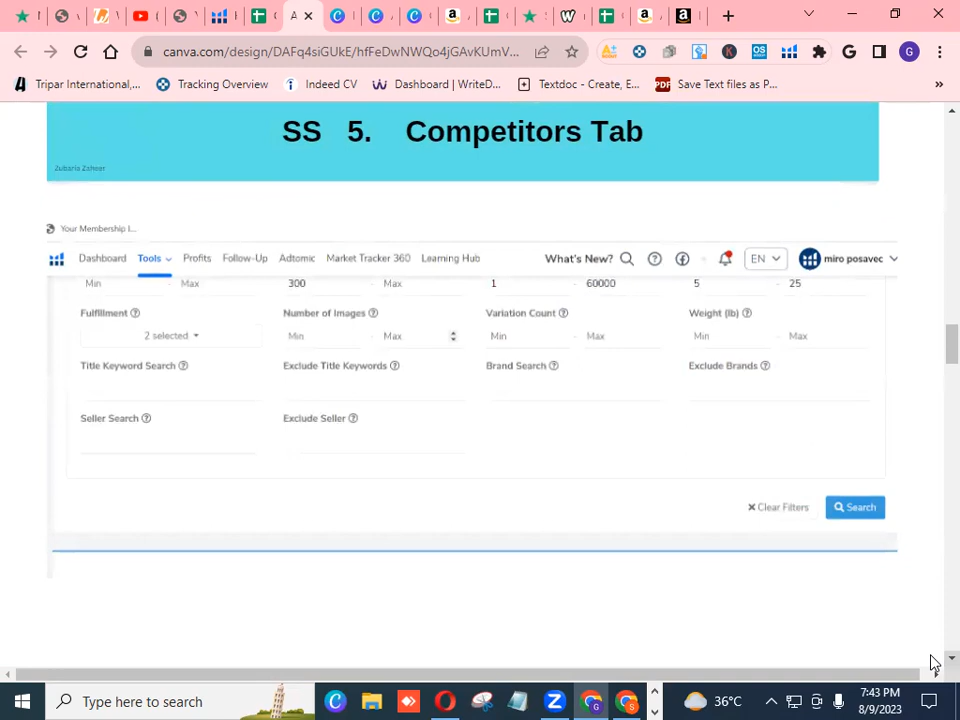 canva.com/design/DAFq4siGUkE/hfFeDwNWQo4jGAvKUmV...
G
Tripar International,...
Tracking Overview
Indeed CV
Dashboard | WriteD...
Textdoc - Create, E...
PDF
Save Text files as P...
»
SS 5. Competitors Tab
Zubaria Zaheer
Your Membership I...
Dashboard
Tools
Profits
Follow-Up
Adtomic
Market Tracker 360
Learning Hub
What's New?
EN
miro posavec
Min - Max
300 - Max
1 - 60000
5 - 25
Fulfillment
Number of Images
Variation Count
Weight (lb)
2 selected
Min - Max
Min - Max
Min - Max
Title Keyword Search
Exclude Title Keywords
Brand Search
Exclude Brands
Seller Search
Exclude Seller
Clear Filters
Search
Type here to search
36°C
7:43 PM
8/9/2023